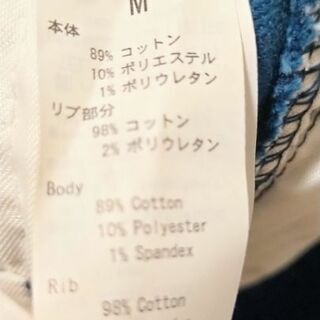 M
本体
89% コットン
10% ポリエステル
1% ポリウレタン
リブ部分
98% コットン
2% ポリウレタン
Body
89% Cotton
10% Polyester
1% Spandex
Rib
98% Cotton